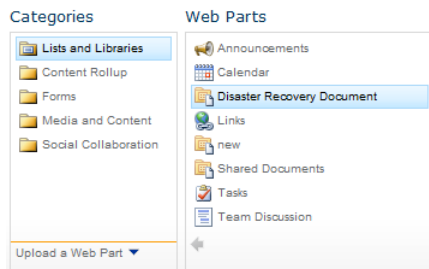 Categories
Lists and Libraries
Content Rollup
Forms
Media and Content
Social Collaboration
Upload a Web Part
Web Parts
Announcements
Calendar
Disaster Recovery Document
Links
new
Shared Documents
Tasks
Team Discussion